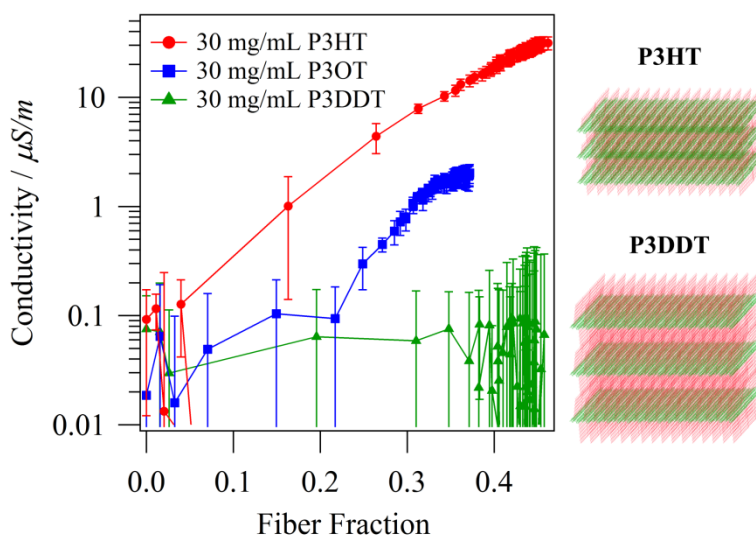 30 mg/mL P3HT
30 mg/mL P3OT
30 mg/mL P3DDT
Conductivity / µS/m
10
1
0.1
0.01
0.0
0.1
0.2
0.3
0.4
Fiber Fraction
P3HT
P3DDT